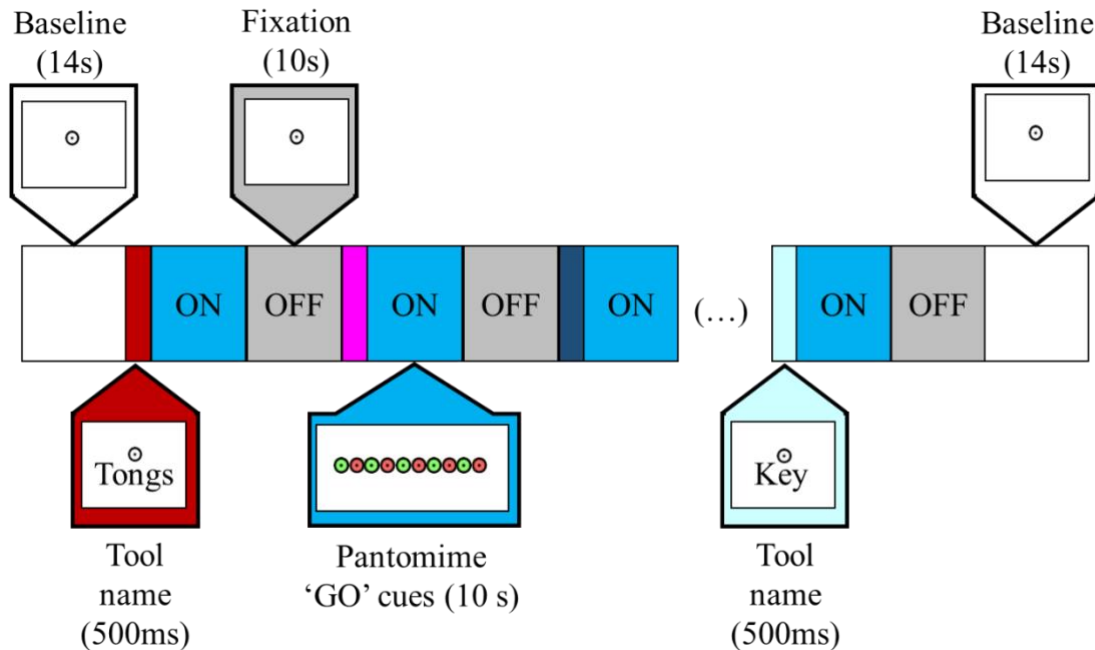 Baseline
(14s)
Fixation
(10s)
Baseline
(14s)
ON
OFF
ON
OFF
ON
(...)
ON
OFF
Tongs
Key
Tool
name
(500ms)
Pantomime
‘GO’ cues (10 s)
Tool
name
(500ms)